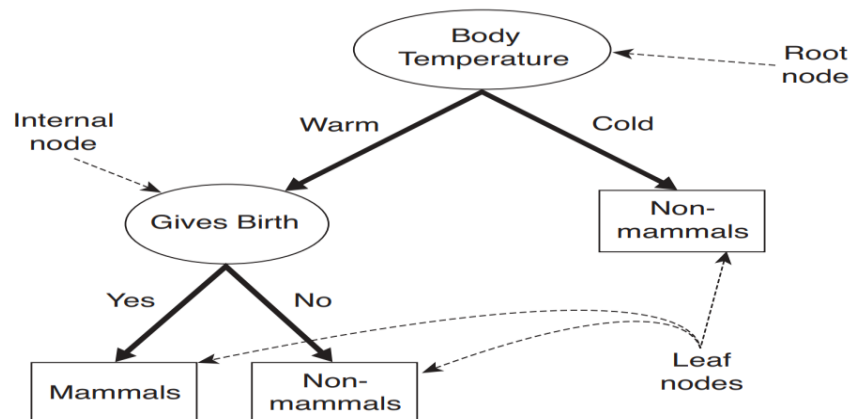 Body
Temperature
Root
node
Internal
node
Warm
Cold
Gives Birth
Non-
mammals
Yes
No
Mammals
Non-
mammals
Leaf
nodes